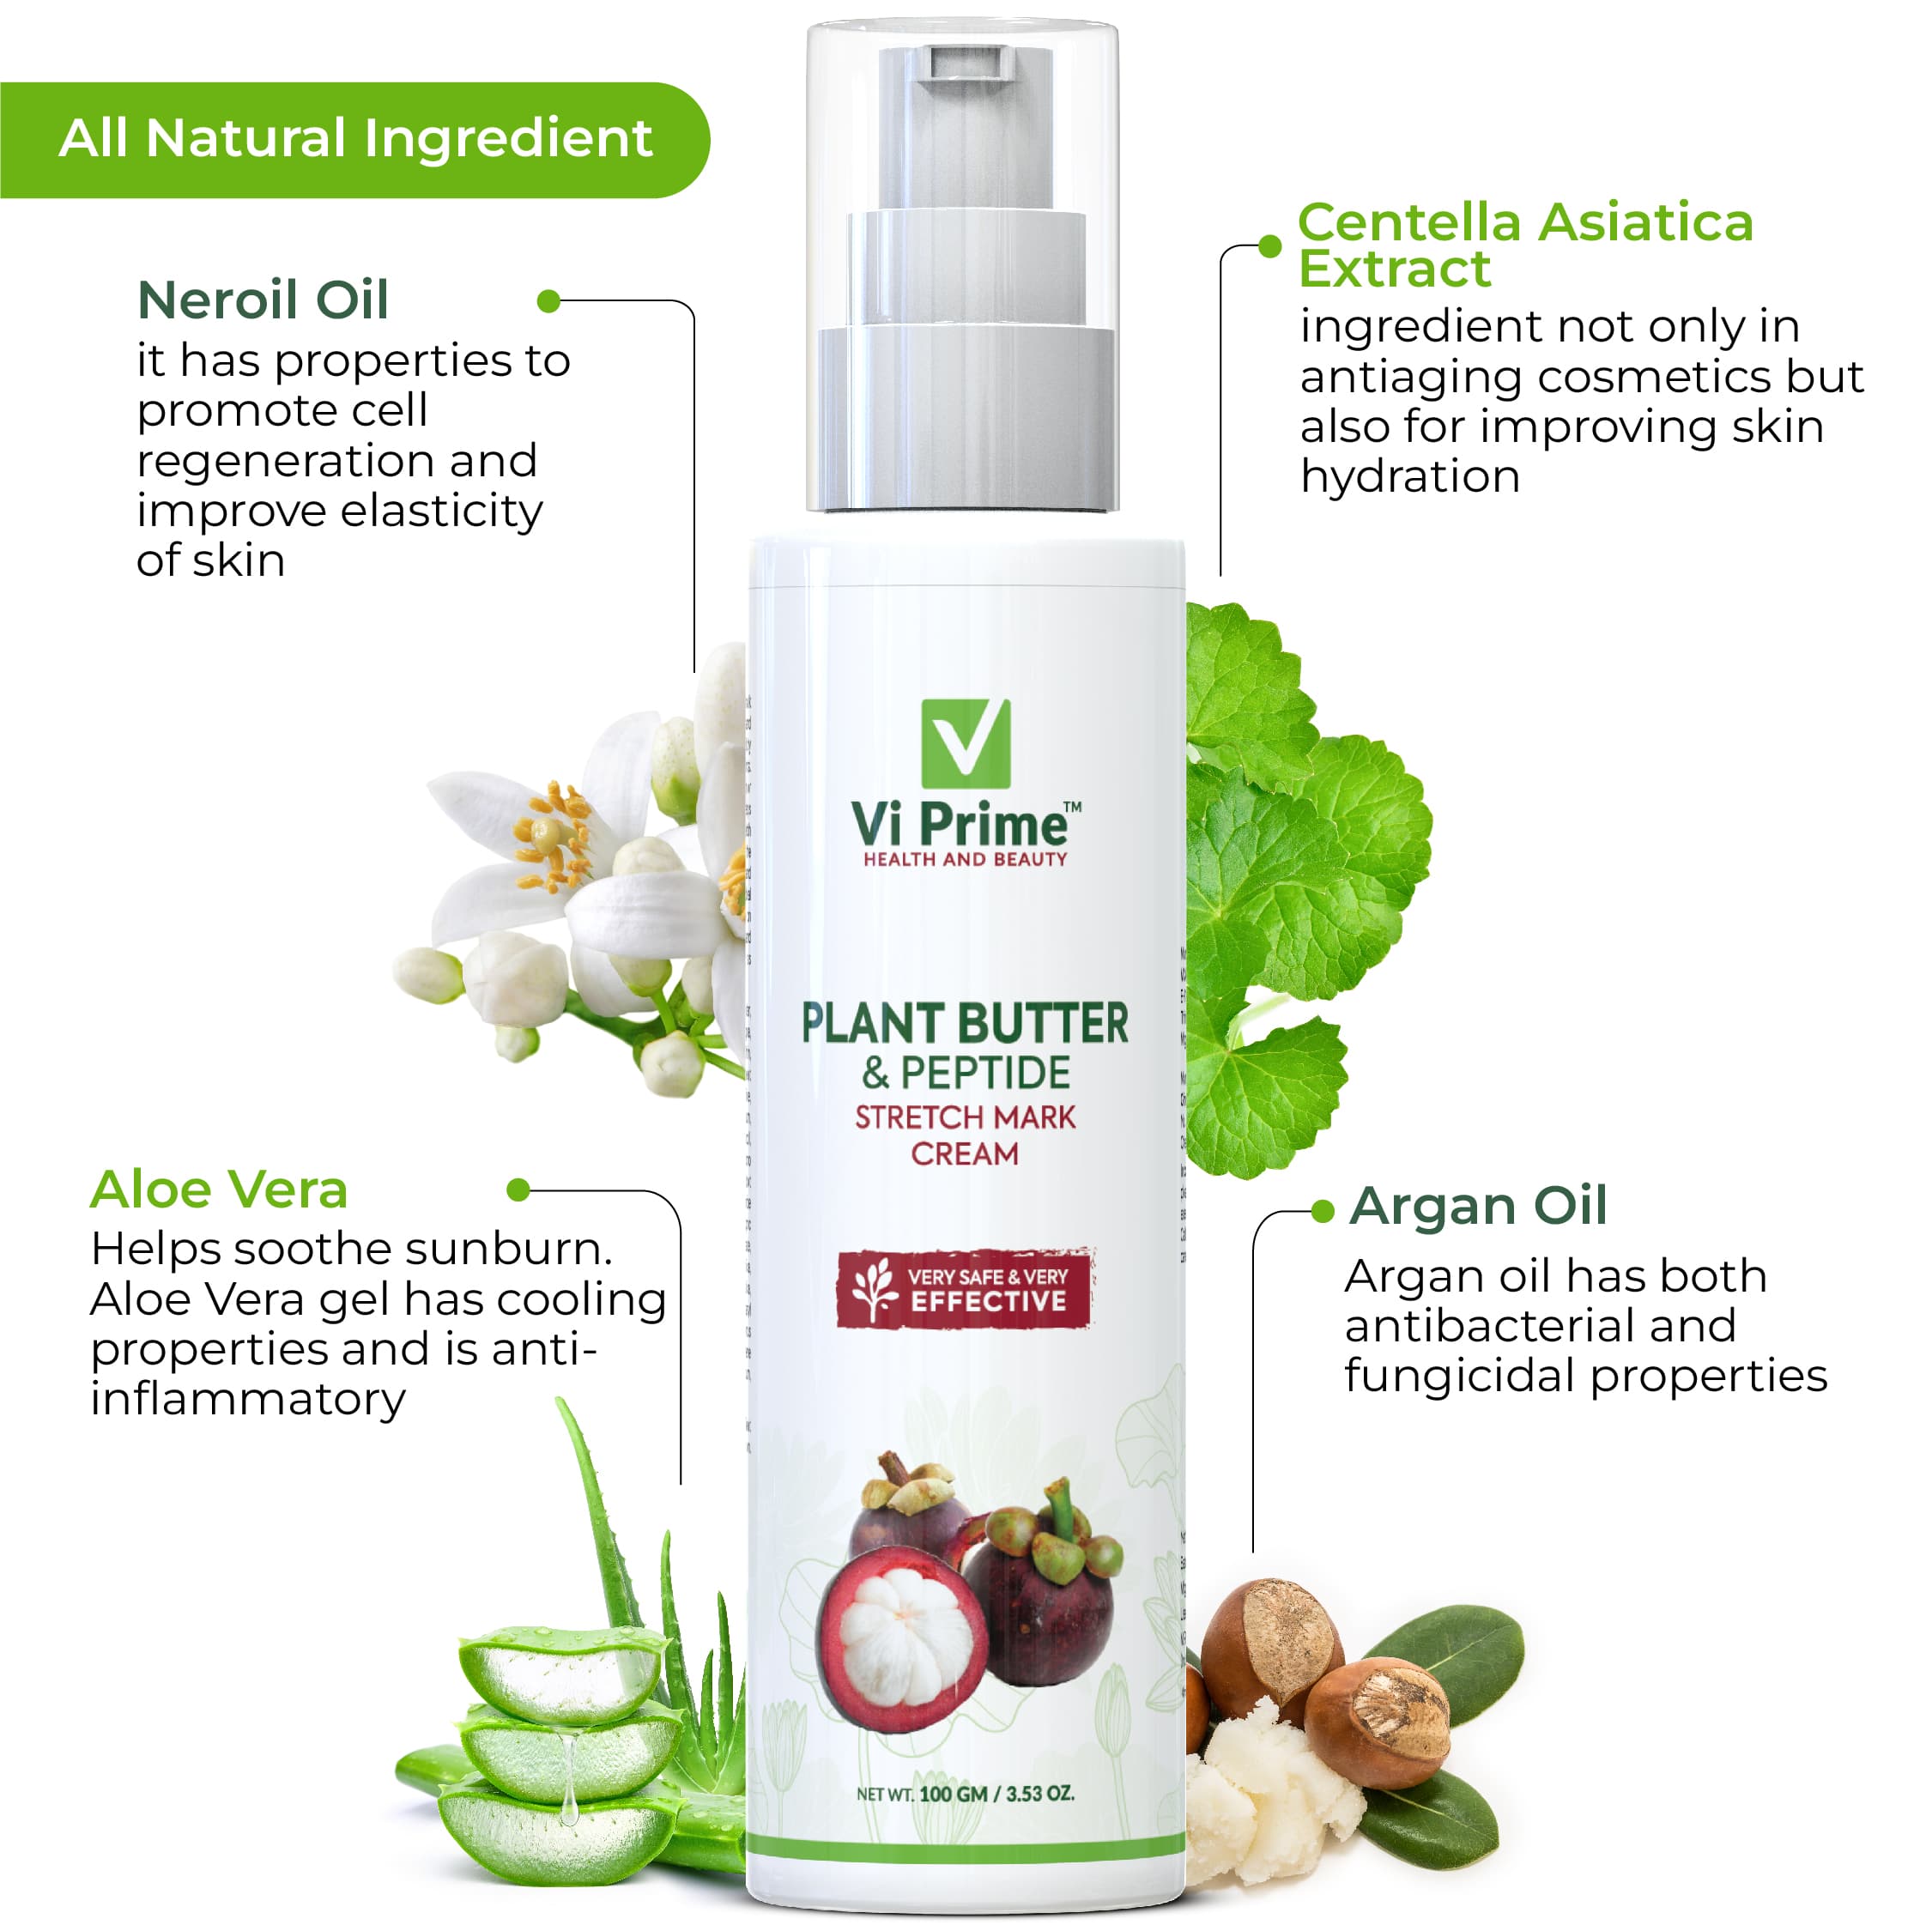 All Natural Ingredient
Neroil Oil
it has properties to
promote cell
regeneration and
improve elasticity
of skin
Centella Asiatica
Extract
ingredient not only in
antiaging cosmetics but
also for improving skin
hydration
Vi Prime™
HEALTH AND BEAUTY
PLANT BUTTER
& PEPTIDE
STRETCH MARK
CREAM
VERY SAFE & VERY
EFFECTIVE
Aloe Vera
Helps soothe sunburn.
Aloe Vera gel has cooling
properties and is anti-
inflammatory
Argan Oil
Argan oil has both
antibacterial and
fungicidal properties
NET WT. 100 GM / 3.53 OZ.